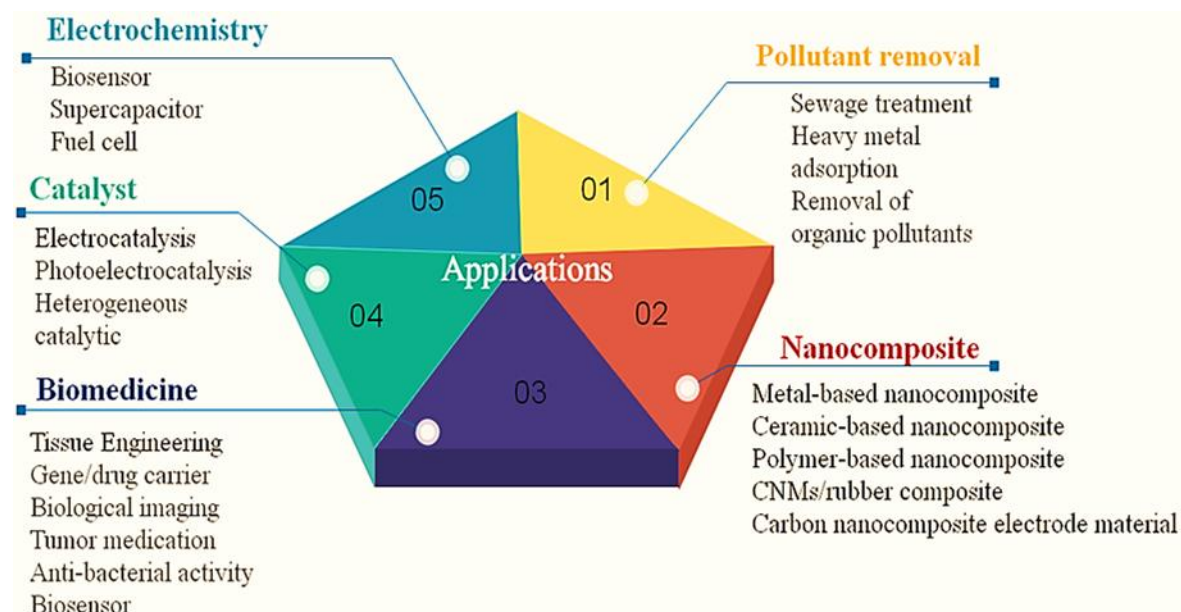 Electrochemistry
Biosensor
Supercapacitor
Fuel cell
Catalyst
Electrocatalysis
Photoelectrocatalysis
Heterogeneous
catalytic
Biomedicine
Tissue Engineering
Gene/drug carrier
Biological imaging
Tumor medication
Anti-bacterial activity
Biosensor
Pollutant removal
Sewage treatment
Heavy metal
adsorption
Removal of
organic pollutants
Nanocomposite
Metal-based nanocomposite
Ceramic-based nanocomposite
Polymer-based nanocomposite
CNMs/rubber composite
Carbon nanocomposite electrode material
Applications
01
02
03
04
05